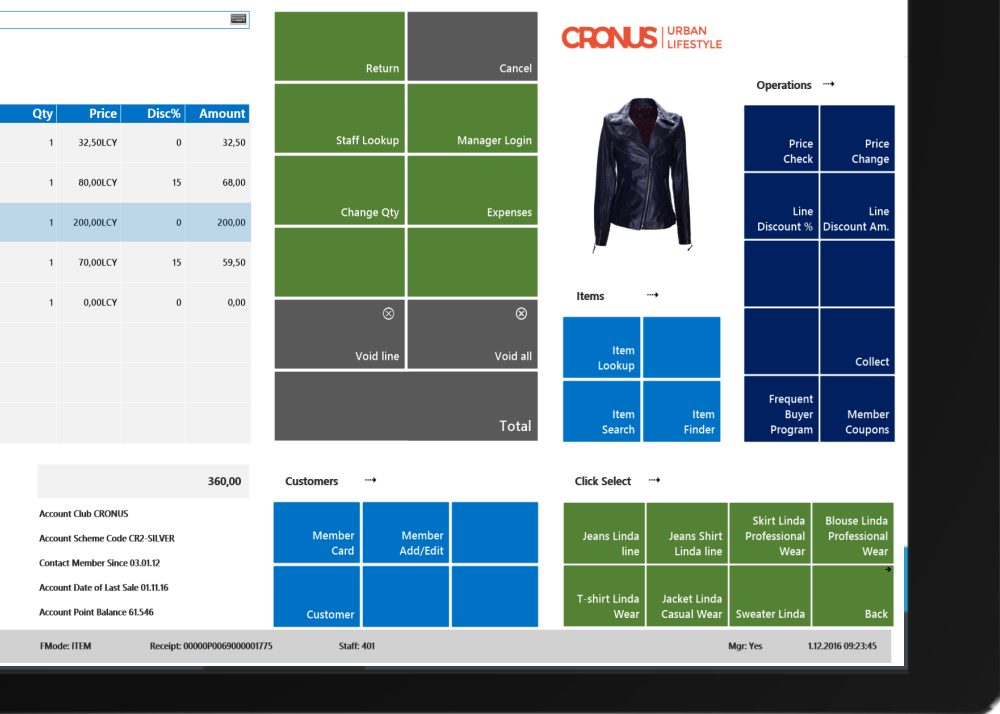 CRONUS URBAN
LIFESTYLE
Return
Cancel
Staff Lookup
Manager Login
Change Qty
Expenses
Void line
Void all
Total
Qty Price Disc% Amount
1 32,50LCY 0 32,50
1 80,00LCY 15 68,00
1 200,00LCY 0 200,00
1 70,00LCY 15 59,50
1 0,00LCY 0 0,00
360,00
Account Club CRONUS
Account Scheme Code CR2-SILVER
Contact Member Since 03.01.12
Account Date of Last Sale 01.11.16
Account Point Balance 61.546
Operations
Price
Check
Price
Change
Line
Discount %
Line
Discount Am.
Collect
Frequent
Buyer
Program
Member
Coupons
Items
Item
Lookup
Item
Search
Item
Finder
Customers
Member
Card
Member
Add/Edit
Customer
Click Select
Jeans Linda
line
Jeans Shirt
Linda line
Skirt Linda
Professional
Wear
Blouse Linda
Professional
Wear
T-shirt Linda
Wear
Jacket Linda
Casual Wear
Sweater Linda
Back
FMode: ITEM
Receipt: 00000P0069000001775
Staff: 401
Mgr: Yes
1.12.2016 09:23:45